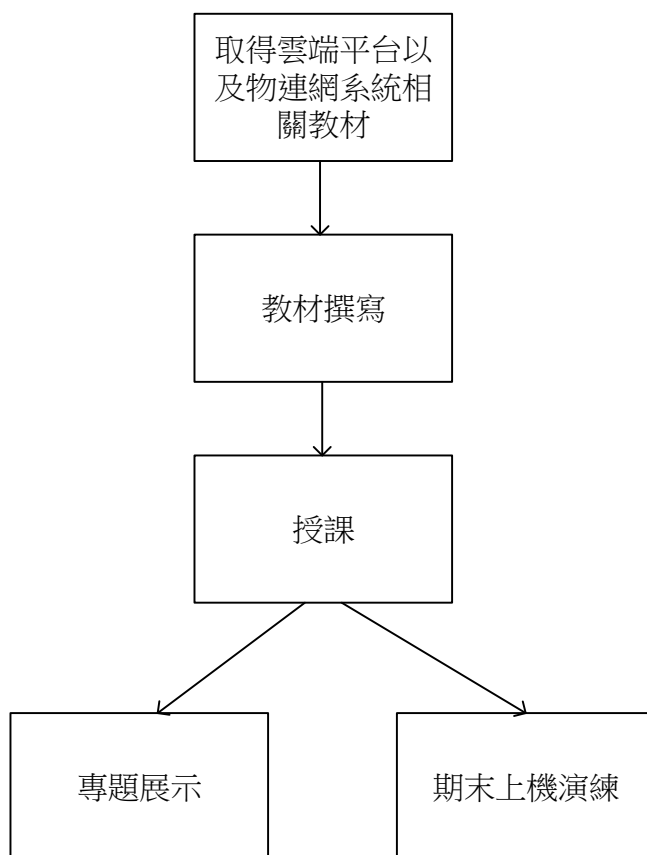 取得雲端平台以
及物連網系統相
關教材
教材撰寫
授課
專題展示
期末上機演練